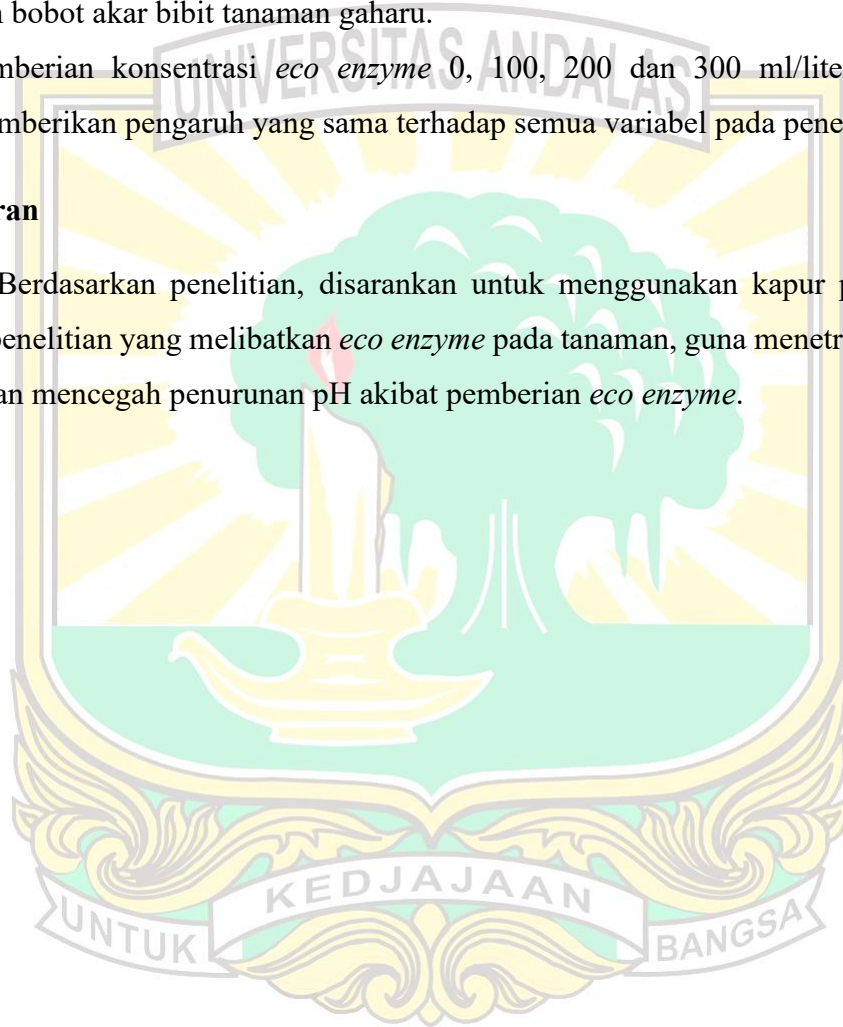 bobot akar bibit tanaman gaharu.
mberian konsentrasi eco enzyme 0, 100, 200 dan 300 ml/lite
mberikan pengaruh yang sama terhadap semua variabel pada pene
ran
Berdasarkan penelitian, disarankan untuk menggunakan kapur p
penelitian yang melibatkan eco enzyme pada tanaman, guna menetr
an mencegah penurunan pH akibat pemberian eco enzyme.
UNIVERSITAS ANDALAS
UNTUK KEDJAJAAN BANGSA